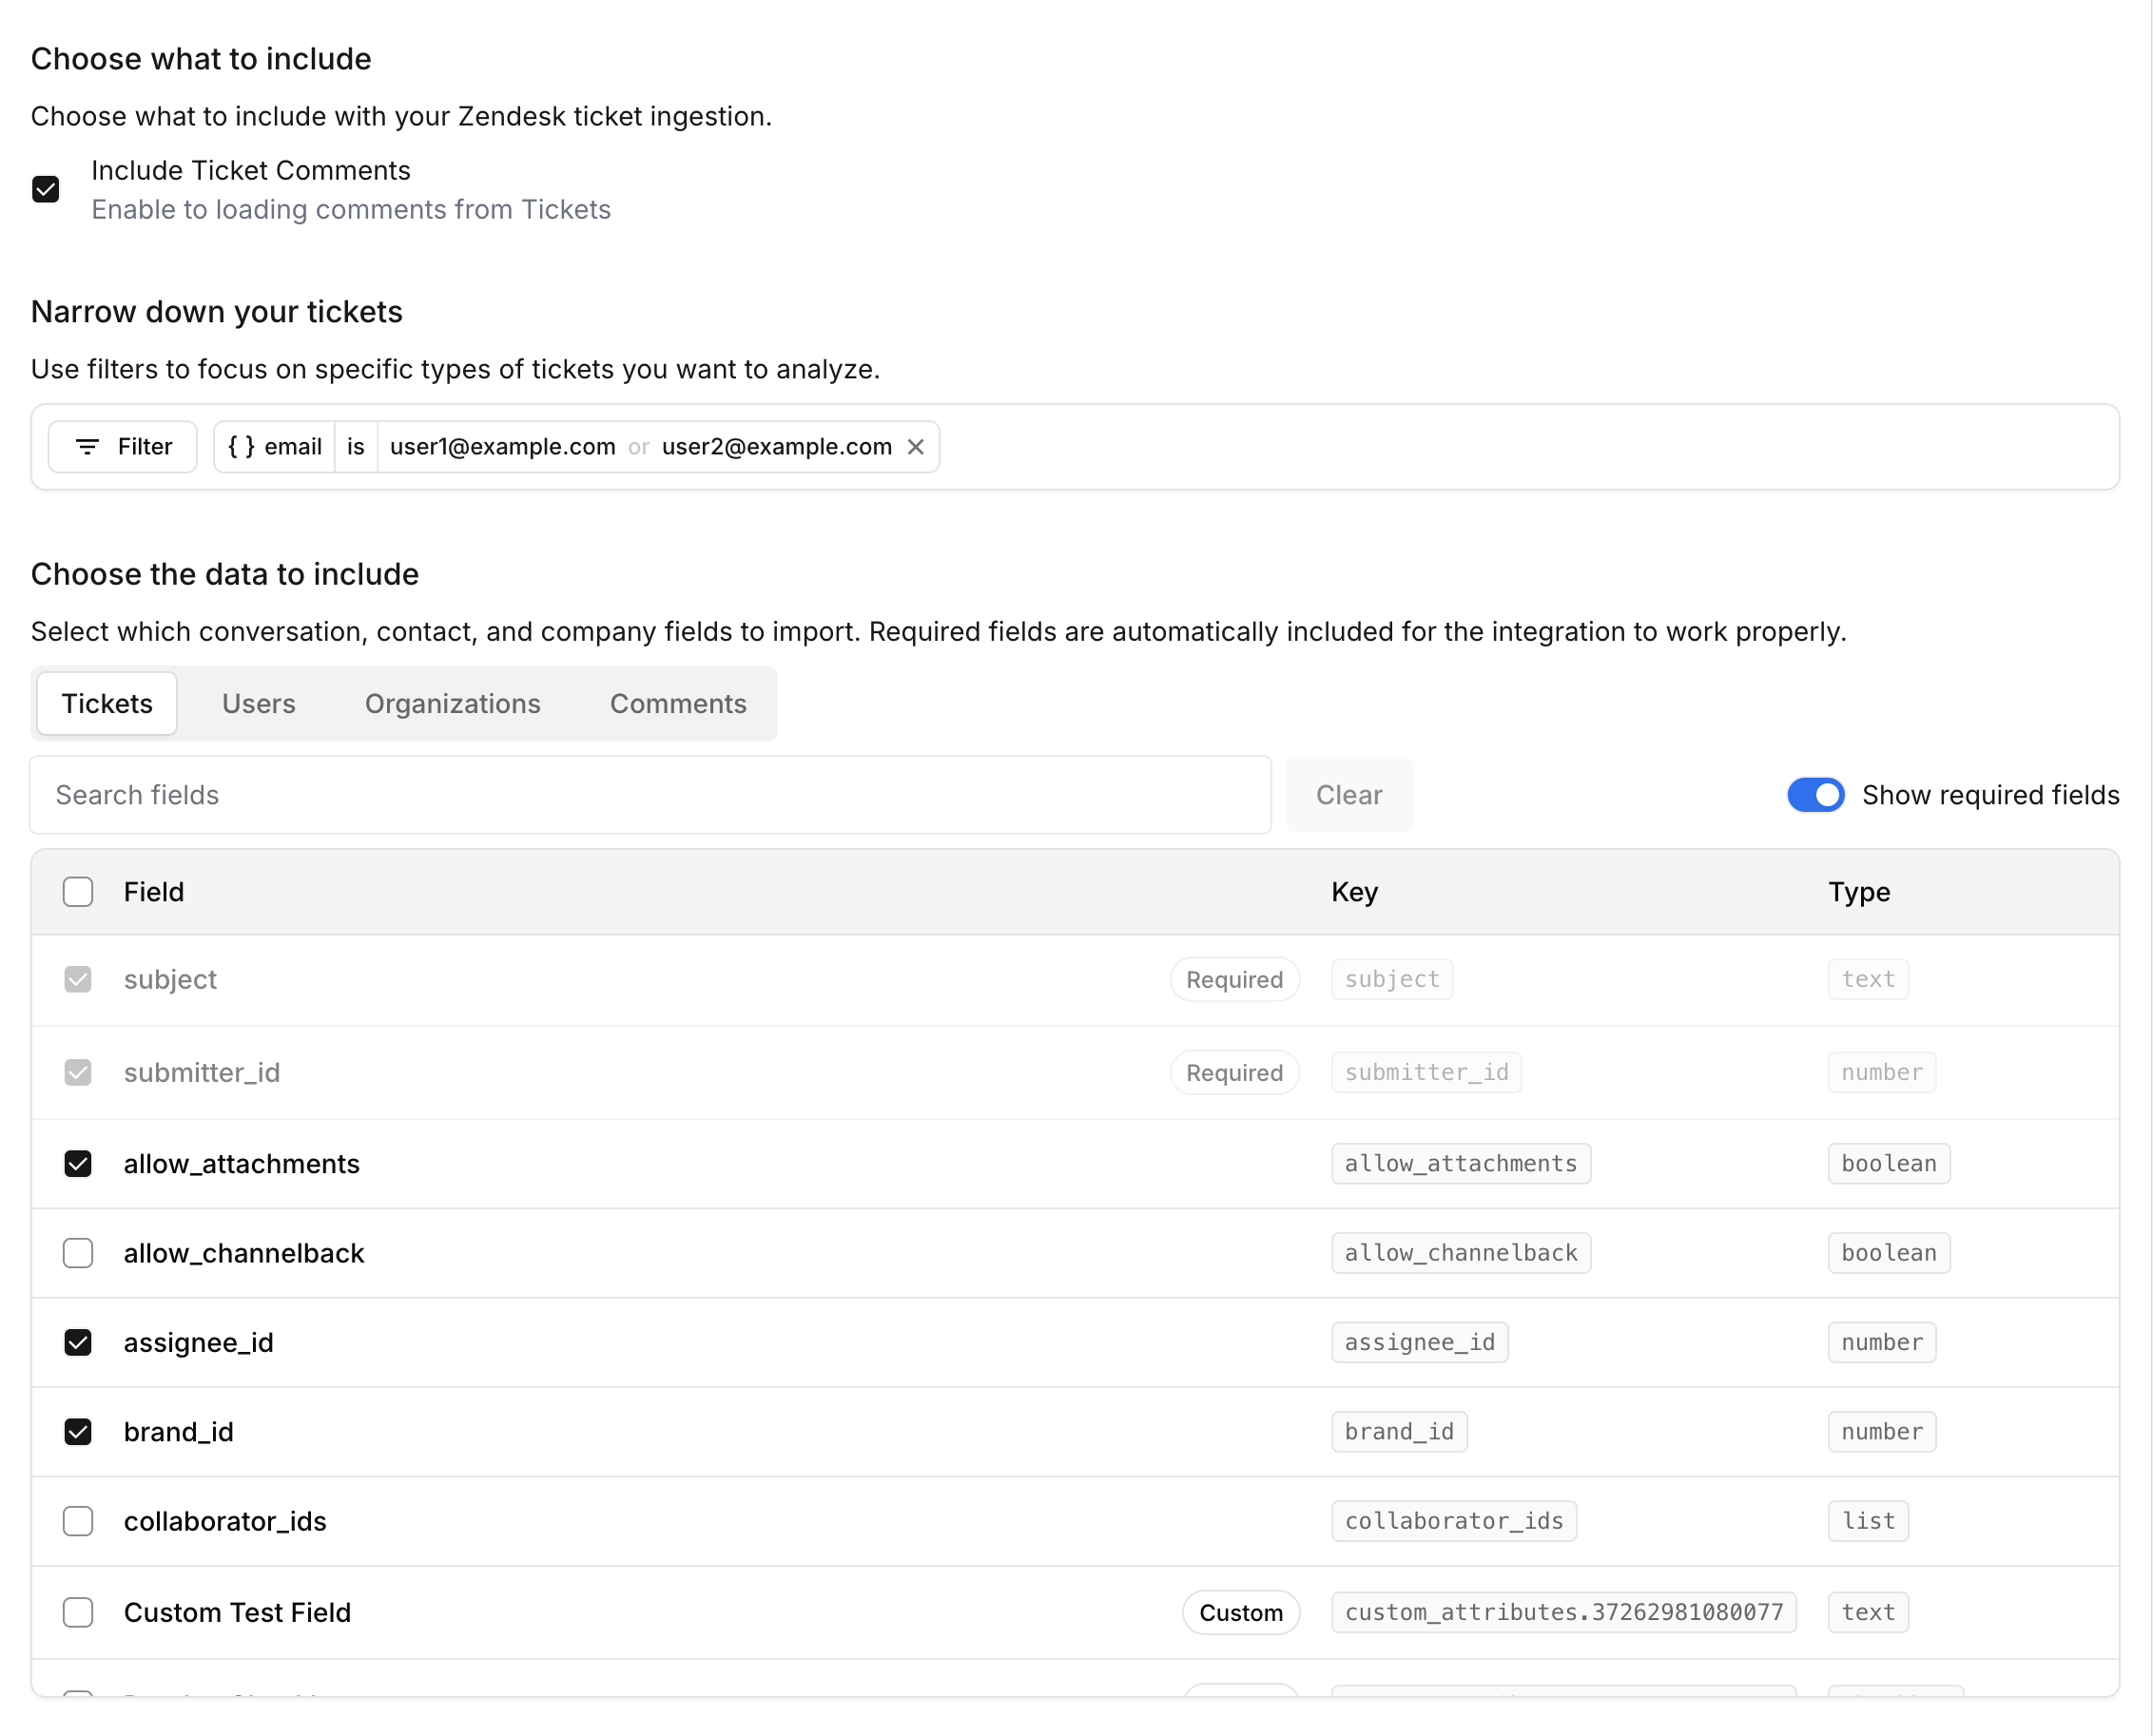 Choose what to include
Choose what to include with your Zendesk ticket ingestion.
Include Ticket Comments
Enable to loading comments from Tickets
Narrow down your tickets
Use filters to focus on specific types of tickets you want to analyze.
Filter { } email is user1@example.com or user2@example.com
Choose the data to include
Select which conversation, contact, and company fields to import. Required fields are automatically included for the integration to work properly.
Tickets Users Organizations Comments
Search fields Clear Show required fields
Field Key Type
subject Required subject text
submitter_id Required submitter_id number
allow_attachments allow_attachments boolean
allow_channelback allow_channelback boolean
assignee_id assignee_id number
brand_id brand_id number
collaborator_ids collaborator_ids list
Custom Test Field Custom custom_attributes.37262981080077 text